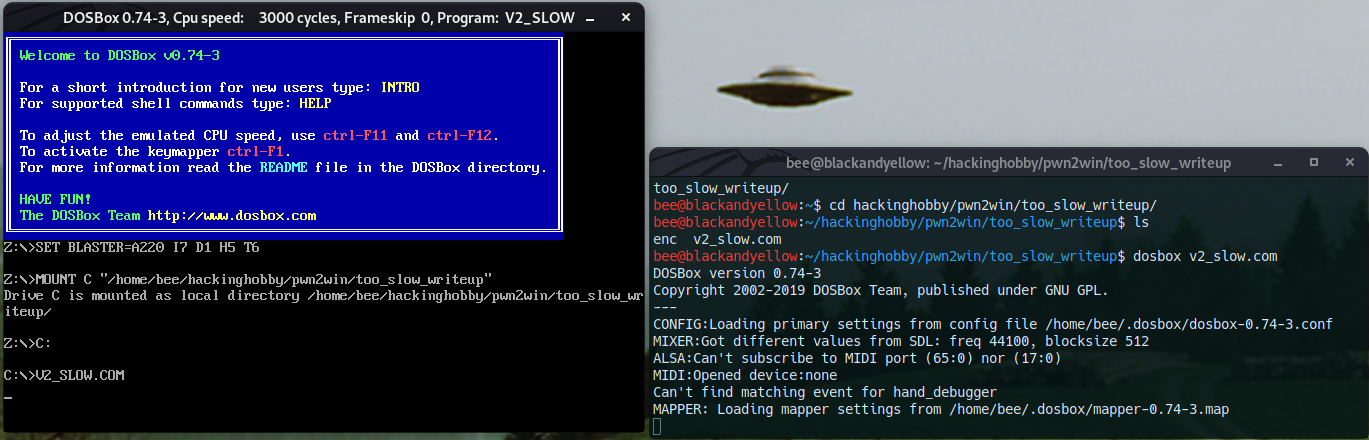 DOSBox 0.74-3, Cpu speed:    3000 cycles, Frameskip  0, Program:  V2_SLOW
Welcome to DOSBox v0.74-3
For a short introduction for new users type: INTRO
For supported shell commands type: HELP
To adjust the emulated CPU speed, use ctrl-F11 and ctrl-F12.
To activate the keymapper ctrl-F1.
For more information read the README file in the DOSBox directory.
HAVE FUN!
The DOSBox Team http://www.dosbox.com
Z:\>SET BLASTER=A220 I7 D1 H5 T6
Z:\>MOUNT C "/home/bee/hackinghobby/pwn2win/too_slow_writeup"
Drive C is mounted as local directory /home/bee/hackinghobby/pwn2win/too_slow_wr
iteup/
Z:\>C:
C:\>V2_SLOW.COM
_
bee@blackandyellow: ~/hackinghobby/pwn2win/too_slow_writeup
too_slow_writeup/
bee@blackandyellow:~$ cd hackinghobby/pwn2win/too_slow_writeup/
bee@blackandyellow:~/hackinghobby/pwn2win/too_slow_writeup$ ls
enc  v2_slow.com
bee@blackandyellow:~/hackinghobby/pwn2win/too_slow_writeup$ dosbox v2_slow.com
DOSBox version 0.74-3
Copyright 2002-2019 DOSBox Team, published under GNU GPL.
---
CONFIG:Loading primary settings from config file /home/bee/.dosbox/dosbox-0.74-3.conf
MIXER:Got different values from SDL: freq 44100, blocksize 512
ALSA:Can't subscribe to MIDI port (65:0) nor (17:0)
MIDI:Opened device:none
Can't find matching event for hand_debugger
MAPPER: Loading mapper settings from /home/bee/.dosbox/mapper-0.74-3.map